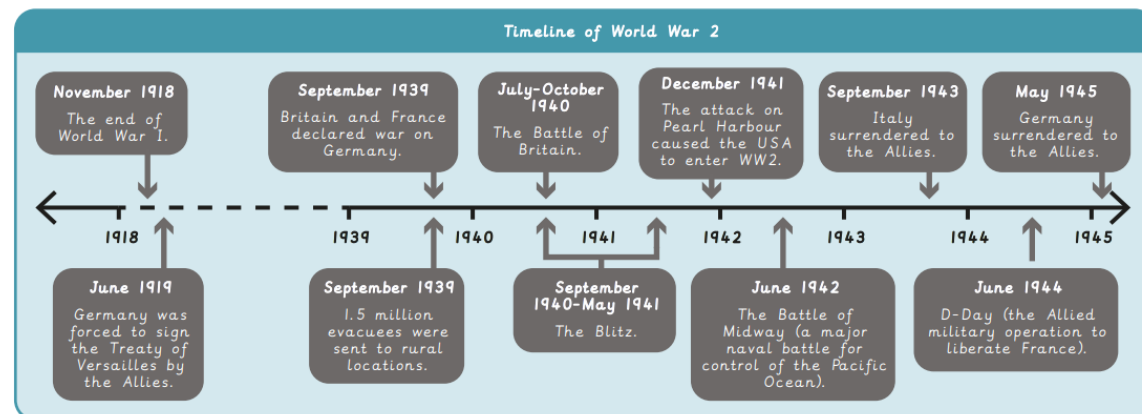 Timeline of World War 2
November 1918
The end of
World War I.
September 1939
Britain and France
declared war on
Germany.
July-October
1940
The Battle of
Britain.
December 1941
The attack on
Pearl Harbour
caused the USA
to enter WW2.
September 1943
Italy
surrendered to
the Allies.
May 1945
Germany
surrendered to
the Allies.
1918
1939
1940
1941
1942
1943
1944
1945
June 1919
Germany was
forced to sign
the Treaty of
Versailles by
the Allies.
September 1939
1.5 million
evacuees were
sent to rural
locations.
September
1940-May 1941
The Blitz.
June 1942
The Battle of
Midway (a major
naval battle for
control of the Pacific
Ocean).
June 1944
D-Day (the Allied
military operation to
liberate France).